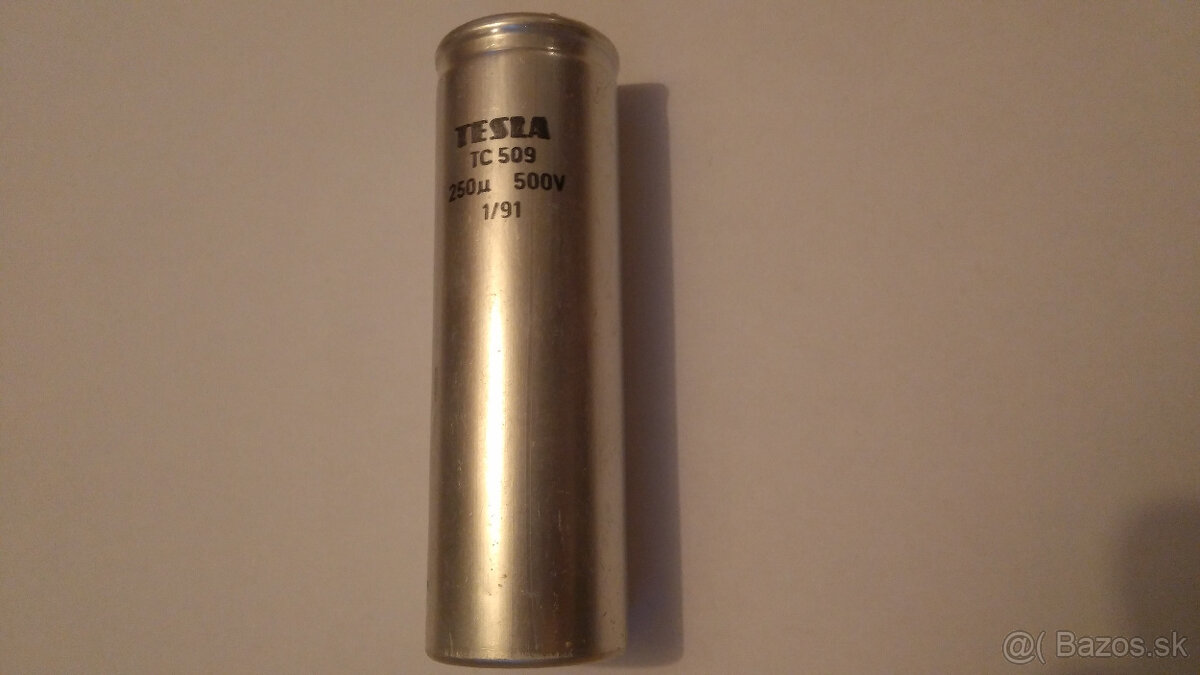 TESLA
TC 509
250µ 500V
1/91
@( Bazos.sk